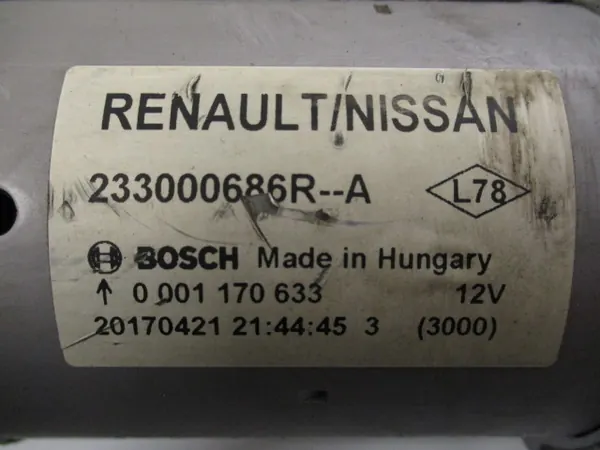 RENAULT/NISSAN
233000686R--A L78
BOSCH Made in Hungary
↑ 0 001 170 633 12V
20170421 21:44:45 3 (3000)